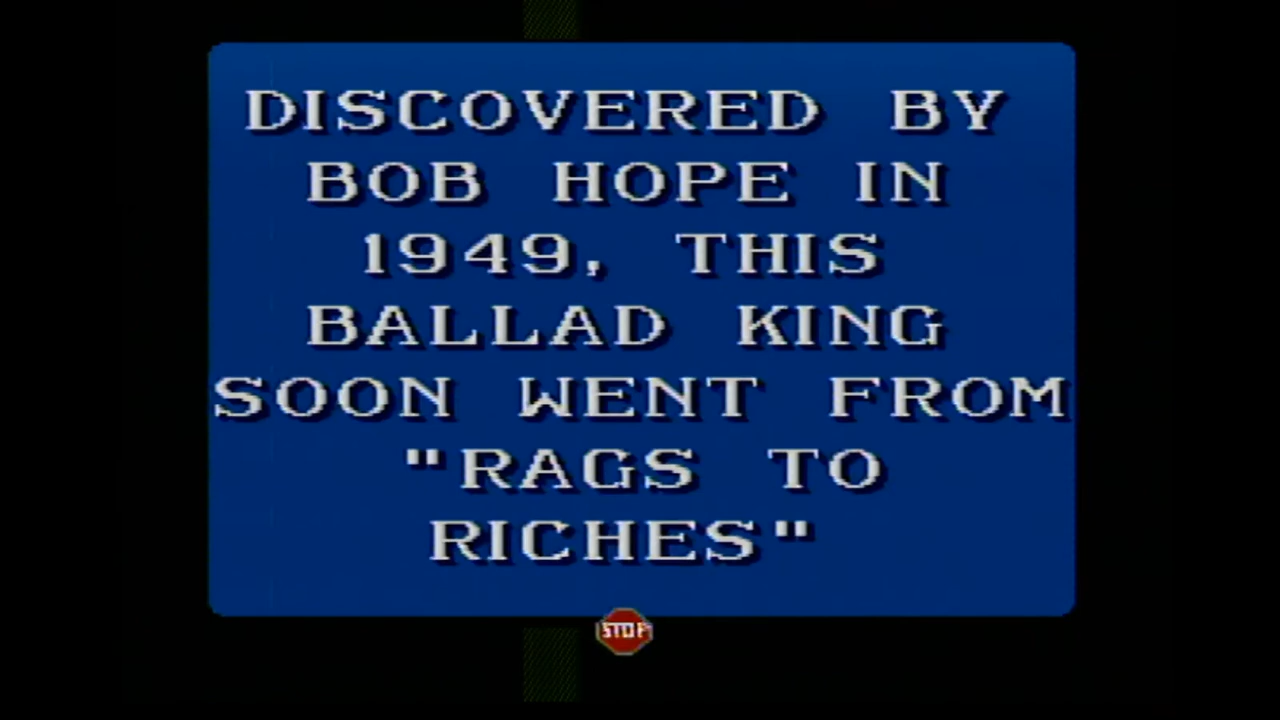 DISCOVERED BY
BOB HOPE IN
1949, THIS
BALLAD KING
SOON WENT FROM
"RAGS TO
RICHES"
STOP